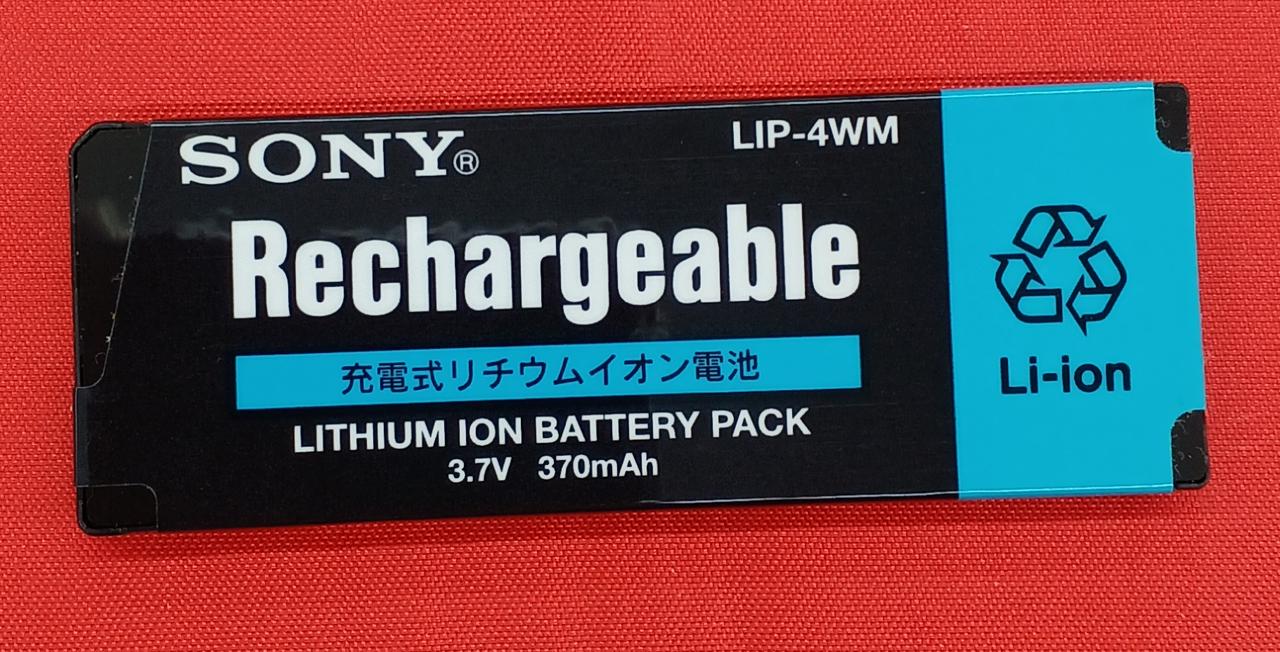 SONY® LIP-4WM
Rechargeable
充電式リチウムイオン電池
LITHIUM ION BATTERY PACK
3.7V 370mAh
Li-ion